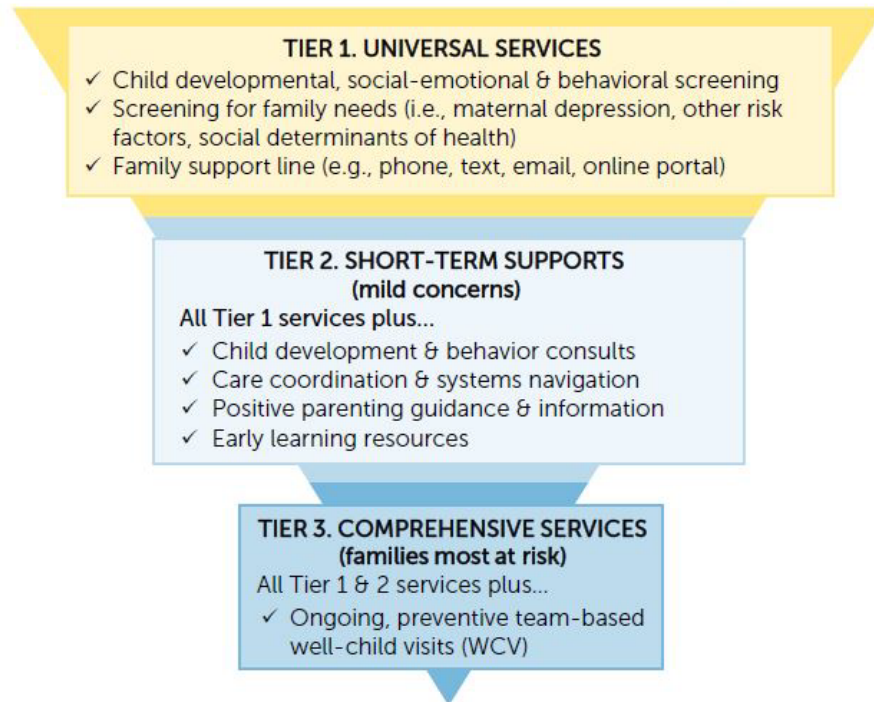 TIER 1. UNIVERSAL SERVICES
✓ Child developmental, social-emotional & behavioral screening
✓ Screening for family needs (i.e., maternal depression, other risk
factors, social determinants of health)
✓ Family support line (e.g., phone, text, email, online portal)
TIER 2. SHORT-TERM SUPPORTS
(mild concerns)
All Tier 1 services plus...
✓ Child development & behavior consults
✓ Care coordination & systems navigation
✓ Positive parenting guidance & information
✓ Early learning resources
TIER 3. COMPREHENSIVE SERVICES
(families most at risk)
All Tier 1 & 2 services plus...
✓ Ongoing, preventive team-based
well-child visits (WCV)